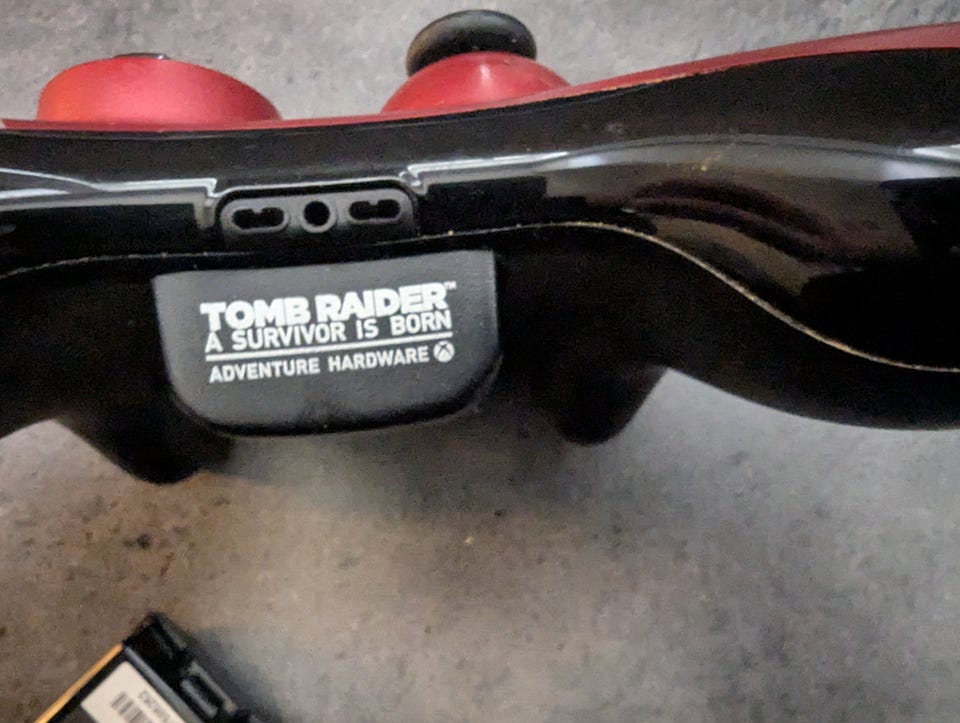 TOMB RAIDER™
A SURVIVOR IS BORN
ADVENTURE HARDWARE